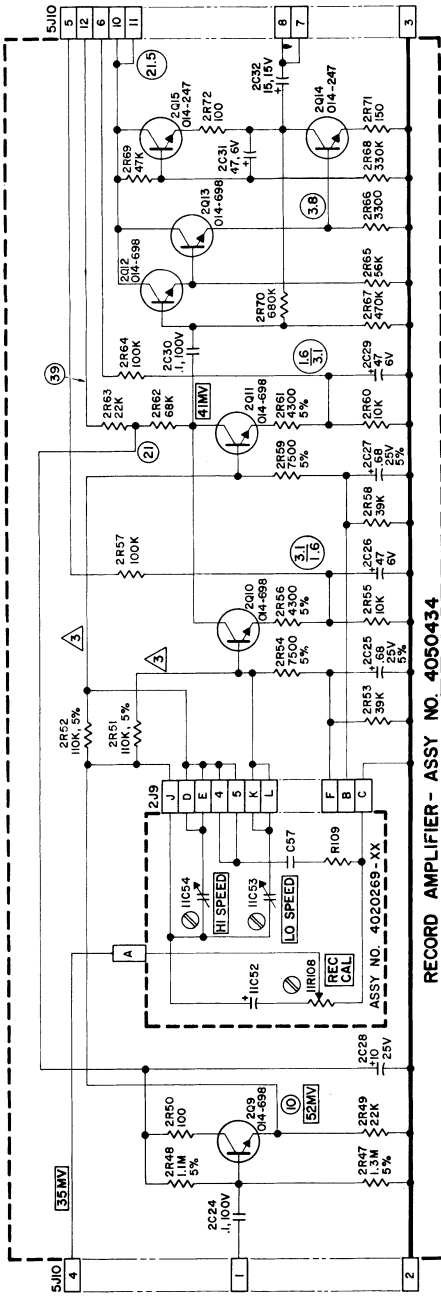 5J10
4
1
2
35MV
2C24
.1,100V
2R48
1.1M
5%
2R50
100
2Q9
014-698
10
52MV
2R47
1.3M
5%
2R49
22K
2C28
+10
25V
A
11C52
11R108
REC
CAL
11C54
HI SPEED
11C53
LO SPEED
C57
R109
ASSY NO. 4020269-XX
2J9
J
D
E
4
5
K
L
F
B
C
2R52
110K, 5%
2R51
110K, 5%
3
3
2R53
39K
2R54
7500
5%
+2C25
.68
25V
5%
2Q10
014-698
2R56
4300
5%
2R55
10K
2R57
100K
3.1
1.6
+2C26
47
6V
2R58
39K
2R59
7500
5%
+2C27
.68
25V
5%
2Q11
014-698
41MV
2R61
4300
5%
2R60
10K
21
39
2R63
22K
2R62
68K
2R64
100K
1.6
3.1
+2C29
47
6V
2C30
.1,100V
2Q12
014-698
2Q13
014-698
2R70
680K
2R67
470K
2R65
56K
2R66
3300
3.8
2R69
47K
2Q15
014-247
2R72
100
2C31
47, 6V
+
2R68
330K
2Q14
014-247
2R71
150
2C32
15, 15V
+
21.5
5J10
5
12
6
10
11
8
7
3
RECORD AMPLIFIER - ASSY NO. 4050434